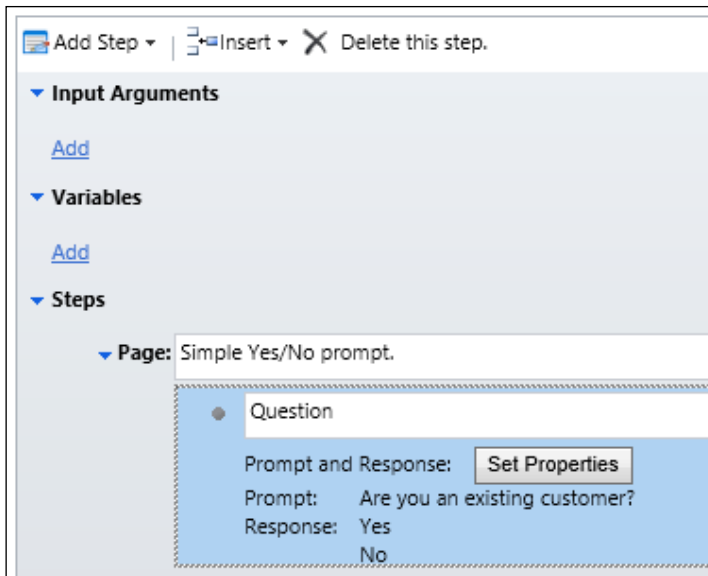 Add Step Insert Delete this step.
Input Arguments
Add
Variables
Add
Steps
Page: Simple Yes/No prompt.
Question
Prompt and Response: Set Properties
Prompt: Are you an existing customer?
Response: Yes
No